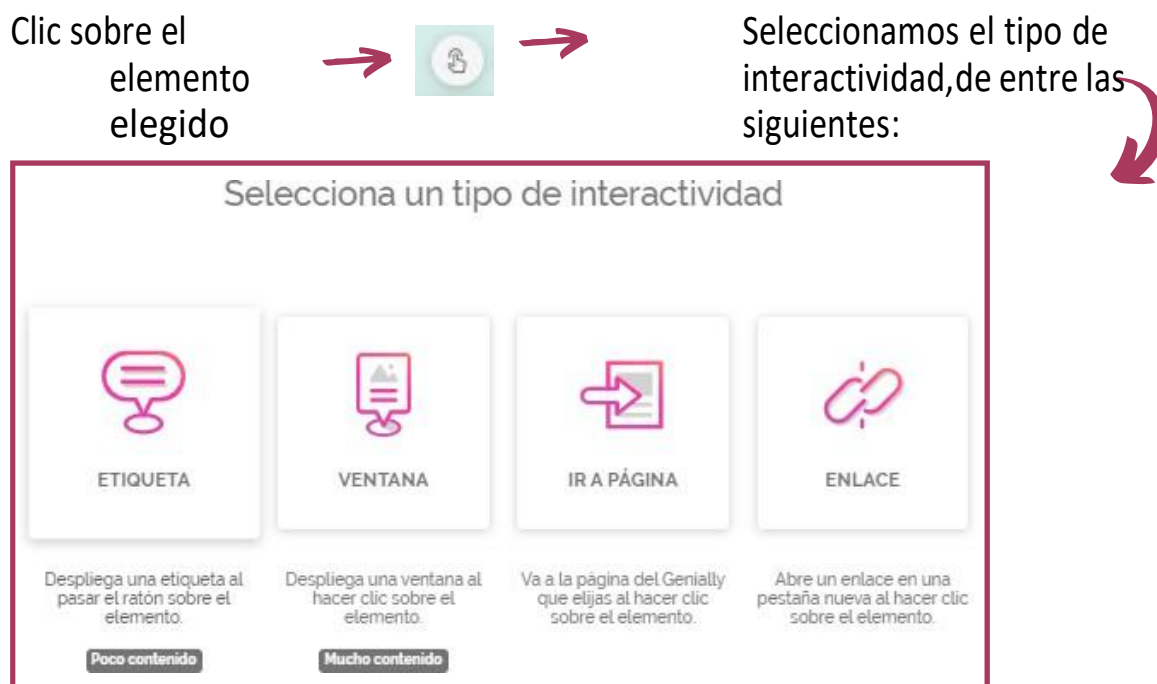 Clic sobre el
elemento
elegido
Seleccionamos el tipo de
interactividad,de entre las
siguientes:
Selecciona un tipo de interactividad
ETIQUETA
Despliega una etiqueta al
pasar el ratón sobre el
elemento.
Poco contenido
VENTANA
Despliega una ventana al
hacer clic sobre el
elemento.
Mucho contenido
IR A PÁGINA
Va a la página del Genially
que elijas al hacer clic
sobre el elemento.
ENLACE
Abre un enlace en una
pestaña nueva al hacer clic
sobre el elemento.